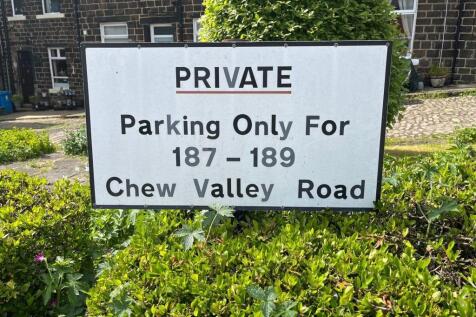 PRIVATE
Parking Only For
187 – 189
Chew Valley Road